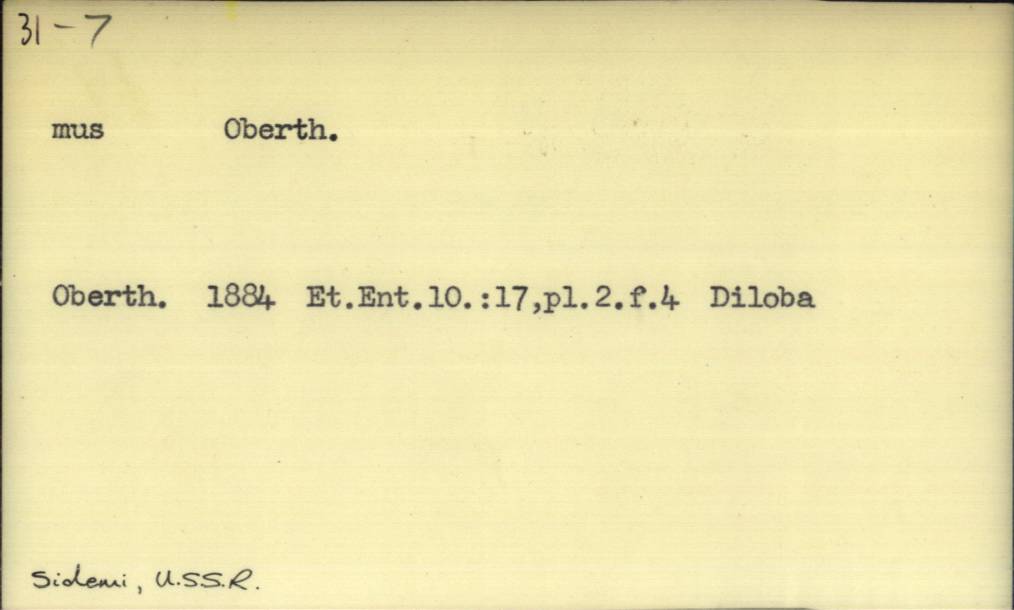 31-7
mus Oberth.
Oberth. 1884 Et.Ent.10.:17,pl.2.f.4 Diloba
Sidemi, U.S.S.R.